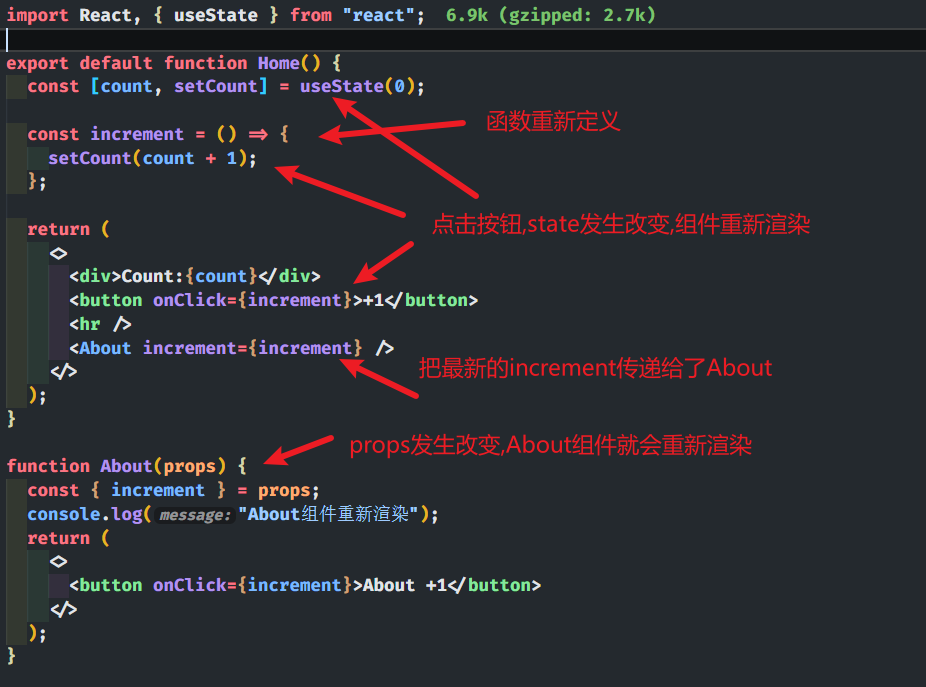 import React, { useState } from "react";  6.9k (gzipped: 2.7k)
export default function Home() {
const [count, setCount] = useState(0);
函数重新定义
const increment = () => {
setCount(count + 1);
};
点击按钮,state发生改变,组件重新渲染
return (
<>
<div>Count:{count}</div>
<button onClick={increment}>+1</button>
<hr />
<About increment={increment} />
把最新的increment传递给了About
</>
);
}
props发生改变,About组件就会重新渲染
function About(props) {
const { increment } = props;
console.log( message: "About组件重新渲染");
return (
<>
<button onClick={increment}>About +1</button>
</>
);
}